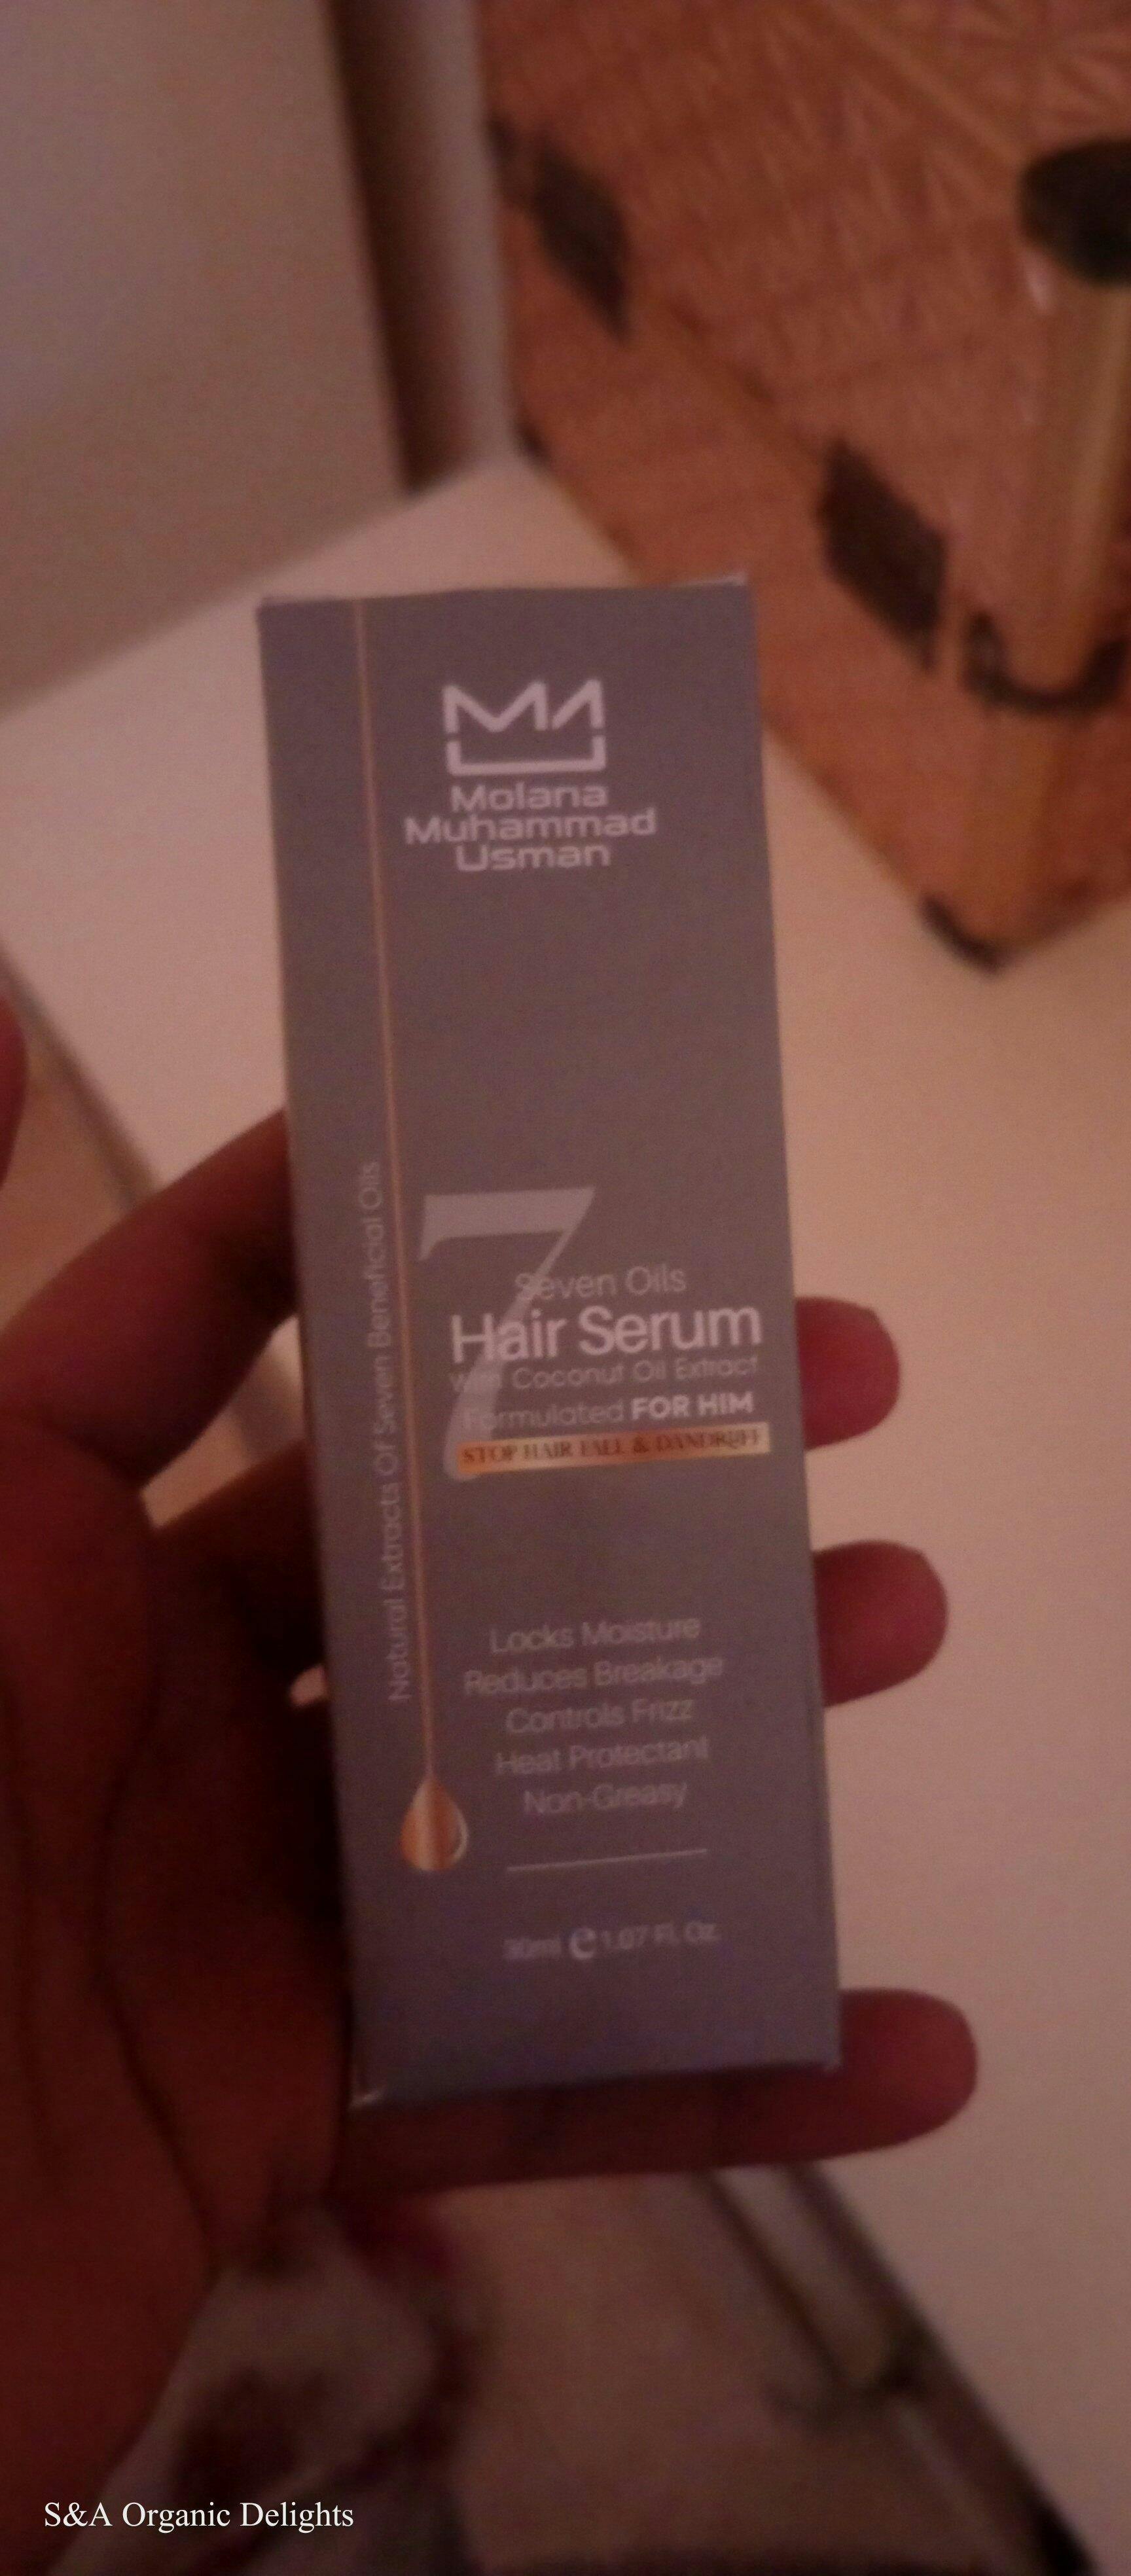 Molana
Muhammad
Usman
7
Seven Oils
Hair Serum
With Coconut Oil Extract
Formulated FOR HIM
STOP HAIR FALL & DANDRUFF
Natural Extracts Of Seven Beneficial Oils
Locks Moisture
Reduces Breakage
Controls Frizz
Heat Protectant
Non-Greasy
30ml e 1.07 Fl. Oz.
S&A Organic Delights